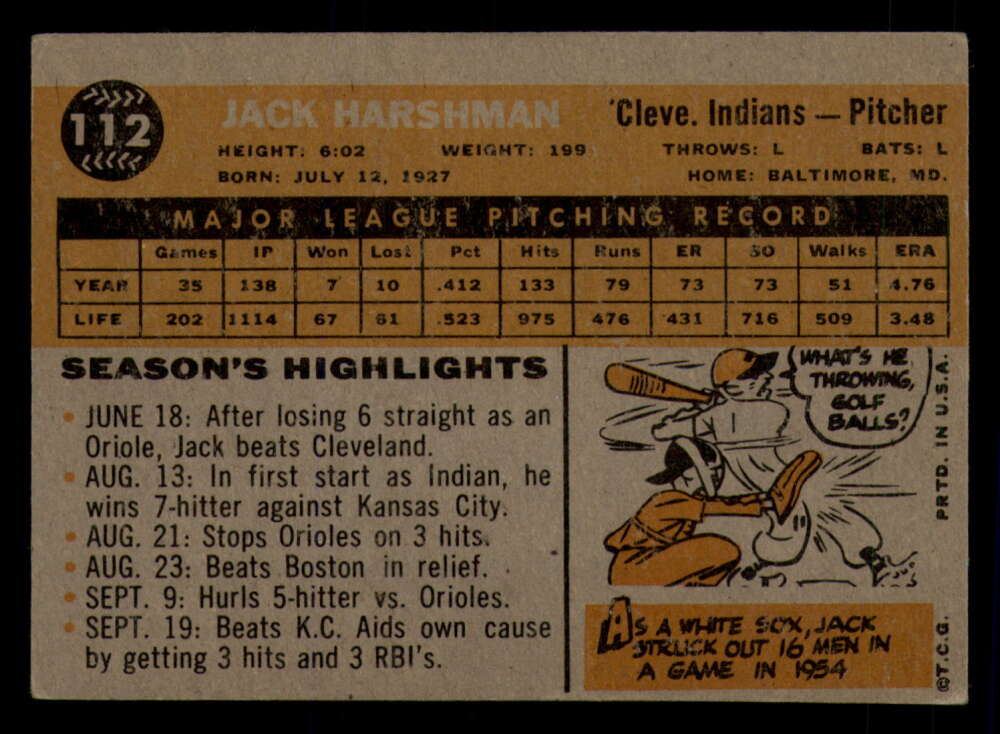 112
JACK HARSHMAN
Cleve. Indians — Pitcher
HEIGHT: 6:02 WEIGHT: 199 THROWS: L BATS: L
BORN: JULY 12, 1927 HOME: BALTIMORE, MD.
MAJOR LEAGUE PITCHING RECORD
Games IP Won Lost Pct Hits Runs ER SO Walks ERA
YEAR 35 138 7 10 .412 133 79 73 73 51 4.76
LIFE 202 1114 67 61 .523 975 476 431 716 509 3.48
SEASON'S HIGHLIGHTS
• JUNE 18: After losing 6 straight as an
Oriole, Jack beats Cleveland.
• AUG. 13: In first start as Indian, he
wins 7-hitter against Kansas City.
• AUG. 21: Stops Orioles on 3 hits.
• AUG. 23: Beats Boston in relief.
• SEPT. 9: Hurls 5-hitter vs. Orioles.
• SEPT. 19: Beats K.C. Aids own cause
by getting 3 hits and 3 RBI's.
WHAT'S HE
THROWING,
GOLF
BALLS?
AS A WHITE SOX, JACK
STRUCK OUT 16 MEN IN
A GAME IN 1954
PRTD. IN U.S.A.
©T.C.G.